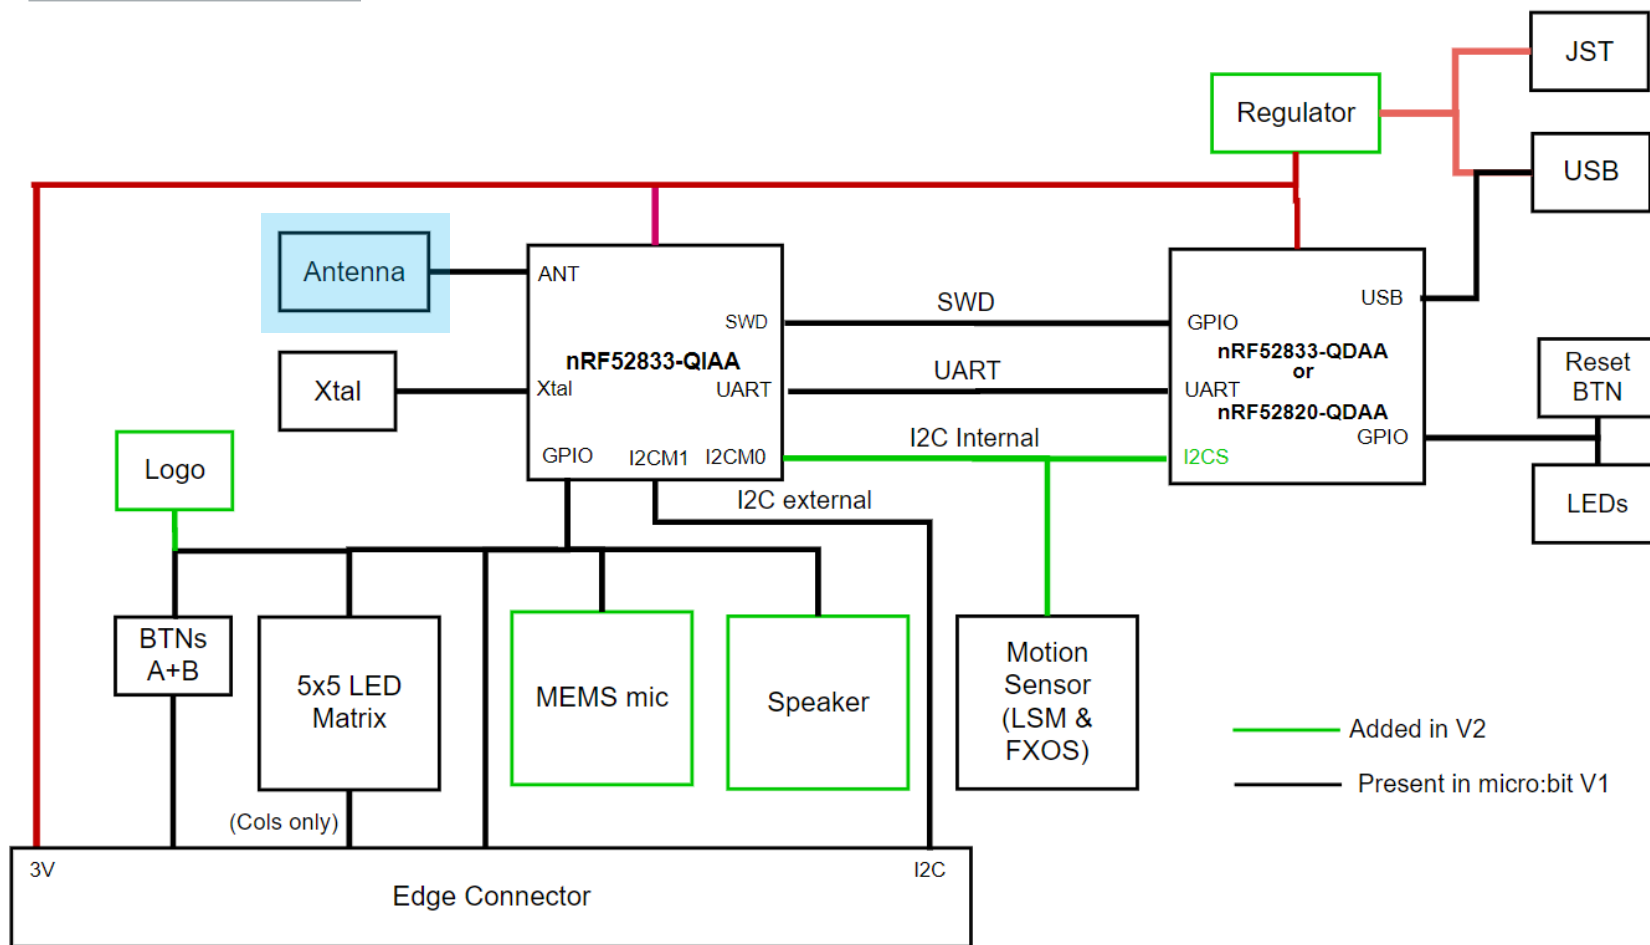 JST
Regulator
USB
Antenna
ANT
SWD
nRF52833-QIAA
Xtal
UART
GPIO
I2CM1
I2CM0
Xtal
SWD
UART
I2C Internal
I2C external
USB
GPIO
nRF52833-QDAA
or
UART
nRF52820-QDAA
GPIO
I2CS
Reset
BTN
LEDs
Logo
BTNs
A+B
5x5 LED
Matrix
(Cols only)
MEMS mic
Speaker
Motion
Sensor
(LSM &
FXOS)
Added in V2
Present in micro:bit V1
3V
I2C
Edge Connector